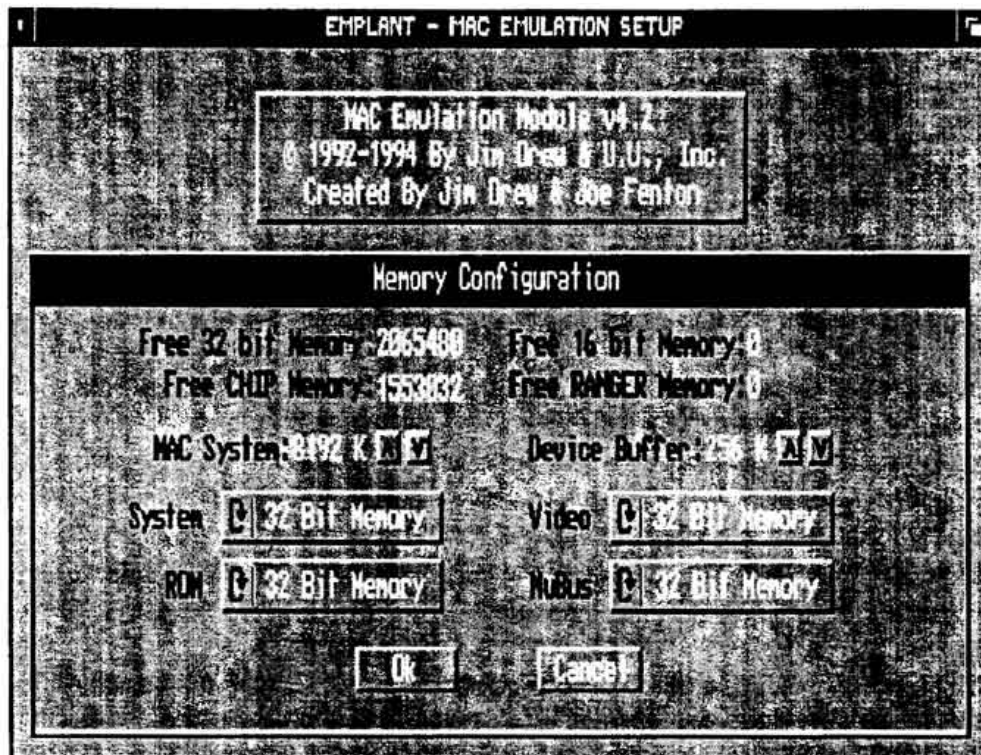 EMPLANT - MAC EMULATION SETUP
MAC Emulation Module v4.2
© 1992-1994 By Jim Drew & U.U., Inc.
Created By Jim Drew & Joe Fenton
Memory Configuration
Free 32 bit Memory:2065480 Free 16 bit Memory:0
Free CHIP Memory:1553832 Free RANGER Memory:0
MAC System:8192 K Device Buffer:256 K
System 32 Bit Memory Video 32 Bit Memory
ROM 32 Bit Memory NuBus 32 Bit Memory
Ok Cancel